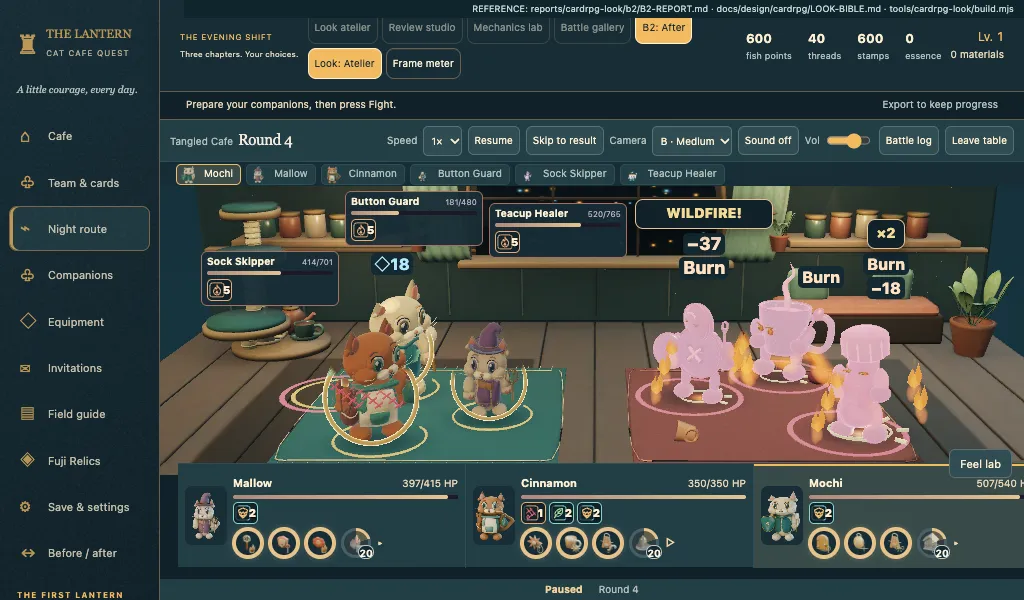 REFERENCE: reports/cardrpg-look/b2/B2-REPORT.md · docs/design/cardrpg/LOOK-BIBLE.md · tools/cardrpg-look/build.mjs
THE LANTERN
CAT CAFE QUEST
A little courage, every day.
Cafe
Team & cards
Night route
Companions
Equipment
Invitations
Field guide
Fuji Relics
Save & settings
Before / after
THE FIRST LANTERN
THE EVENING SHIFT
Three chapters. Your choices.
Look atelier
Review studio
Mechanics lab
Battle gallery
B2: After
Look: Atelier
Frame meter
600 fish points
40 threads
600 stamps
0 essence
Lv. 1
0 materials
Prepare your companions, then press Fight.
Export to keep progress
Tangled Cafe Round 4
Speed 1x Resume Skip to result Camera B · Medium Sound off Vol Battle log Leave table
Mochi Mallow Cinnamon Button Guard Sock Skipper Teacup Healer
Button Guard 181/480
5
Teacup Healer 520/765
5
Sock Skipper 414/701
5
18
WILDFIRE!
−37
Burn
Burn
×2
Burn
−18
Feel lab
Mallow 397/415 HP
2
20
Cinnamon 350/350 HP
1 2 2
20
Mochi 507/540 H
2
20
Paused Round 4